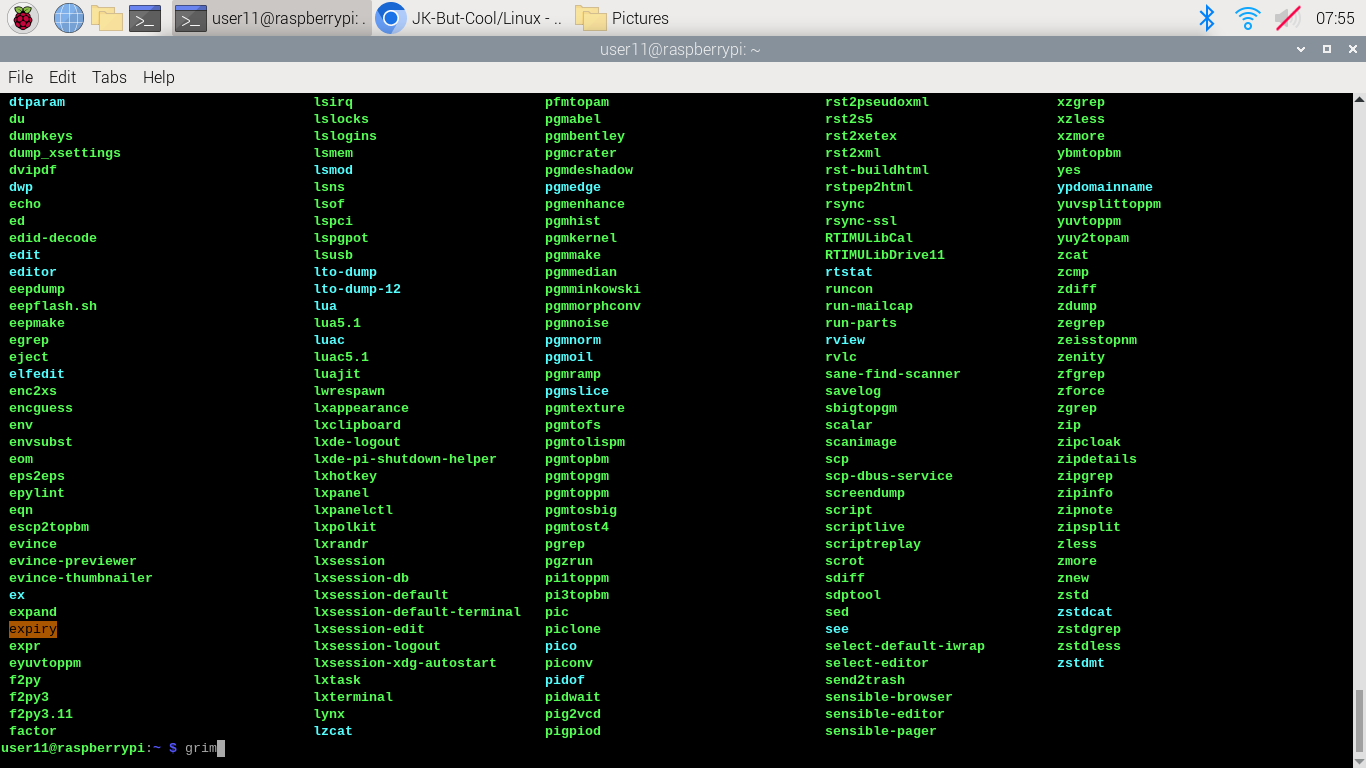 user11@raspberrypi: . JK-But-Cool/Linux - .. Pictures 07:55
user11@raspberrypi: ~
File Edit Tabs Help
dtparam lsirq pfmtopam rst2pseudoxml xzgrep
du lslocks pgmabel rst2s5 xzless
dumpkeys lslogins pgmbentley rst2xetex xzmore
dump_xsettings lsmem pgmcrater rst2xml ybmtopbm
dvipdf lsmod pgmdeshadow rst-buildhtml yes
dwp lsns pgmedge rstpep2html ypdomainname
echo lsof pgmenhance rsync yuvsplittoppm
ed lspci pgmhist rsync-ssl yuvtoppm
edid-decode lspgpot pgmkernel RTIMULibCal yuy2topam
edit lsusb pgmmake RTIMULibDrive11 zcat
editor lto-dump pgmmedian rtstat zcmp
eepdump lto-dump-12 pgmminkowski runcon zdiff
eepflash.sh lua pgmmorphconv run-mailcap zdump
eepmake lua5.1 pgmnoise run-parts zegrep
egrep luac pgmnorm rview zeisstopnm
eject luac5.1 pgmoil rvlc zenity
elfedit luajit pgmramp sane-find-scanner zfgrep
enc2xs lwrespawn pgmslice savelog zforce
encguess lxappearance pgmtexture sbigtopgm zgrep
env lxclipboard pgmtofs scalar zip
envsubst lxde-logout pgmtolispm scanimage zipcloak
eom lxde-pi-shutdown-helper pgmtopbm scp zipdetails
eps2eps lxhotkey pgmtopgm scp-dbus-service zipgrep
epylint lxpanel pgmtoppm screendump zipinfo
eqn lxpanelctl pgmtosbig script zipnote
escp2topbm lxpolkit pgmtost4 scriptlive zipsplit
evince lxrandr pgrep scriptreplay zless
evince-previewer lxsession pgzrun scrot zmore
evince-thumbnailer lxsession-db pi1toppm sdiff znew
ex lxsession-default pi3topbm sdptool zstd
expand lxsession-default-terminal pic sed zstdcat
expiry lxsession-edit piclone see zstdgrep
expr lxsession-logout pico select-default-iwrap zstdless
eyuvtoppm lxsession-xdg-autostart piconv select-editor zstdmt
f2py lxtask pidof send2trash
f2py3 lxterminal pidwait sensible-browser
f2py3.11 lynx pig2vcd sensible-editor
factor lzcat pigpiod sensible-pager
user11@raspberrypi:~ $ grim